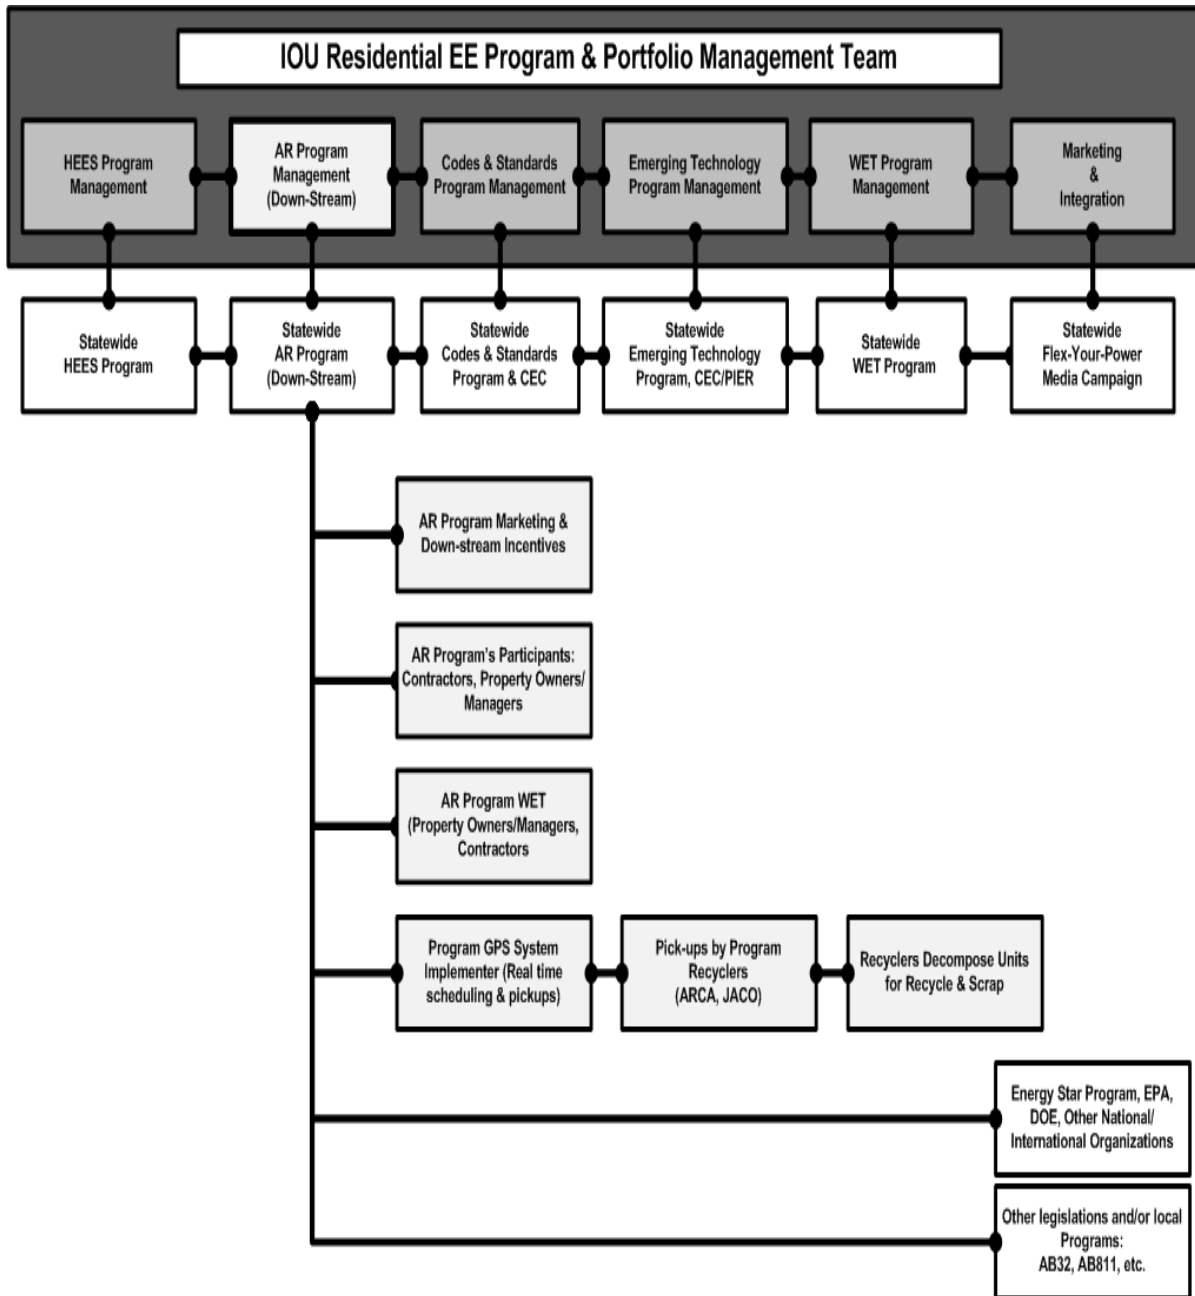 IOU Residential EE Program & Portfolio Management Team
HEES Program
Management
AR Program
Management
(Down-Stream)
Codes & Standards
Program Management
Emerging Technology
Program Management
WET Program
Management
Marketing
&
Integration
Statewide
HEES Program
Statewide
AR Program
(Down-Stream)
Statewide
Codes & Standards
Program & CEC
Statewide
Emerging Technology
Program, CEC/PIER
Statewide
WET Program
Statewide
Flex-Your-Power
Media Campaign
AR Program Marketing &
Down-stream Incentives
AR Program's Participants:
Contractors, Property Owners/
Managers
AR Program WET
(Property Owners/Managers,
Contractors
Program GPS System
Implementer (Real time
scheduling & pickups)
Pick-ups by Program
Recyclers
(ARCA, JACO)
Recyclers Decompose Units
for Recycle & Scrap
Energy Star Program, EPA,
DOE, Other National/
International Organizations
Other legislations and/or local
Programs:
AB32, AB811, etc.